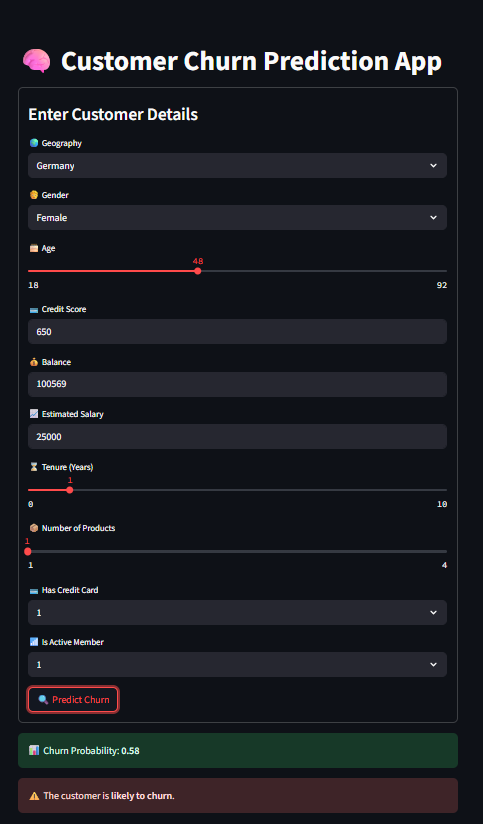 🧠 Customer Churn Prediction App
Enter Customer Details
Geography
Germany
Gender
Female
Age
48
18 92
Credit Score
650
Balance
100569
Estimated Salary
25000
Tenure (Years)
1
0 10
Number of Products
1
1 4
Has Credit Card
1
Is Active Member
1
Predict Churn
Churn Probability: 0.58
The customer is likely to churn.